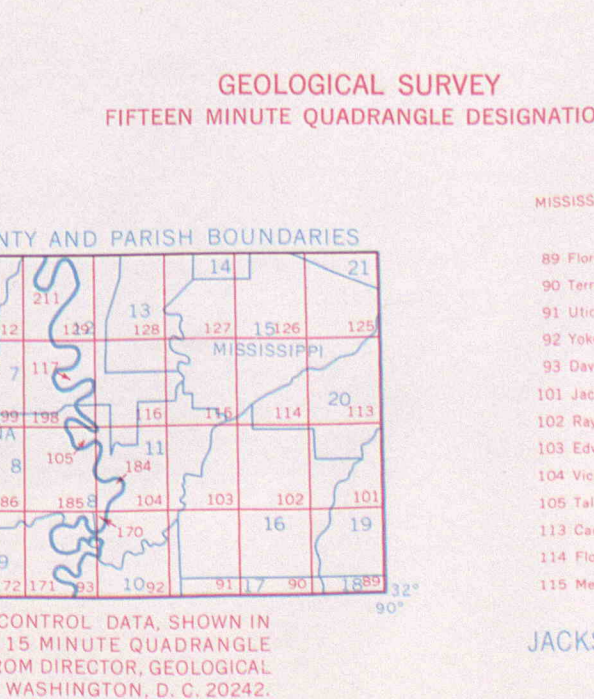 GEOLOGICAL SURVEY
FIFTEEN MINUTE QUADRANGLE DESIGNATIO
MISSISS
NTY AND PARISH BOUNDARIES
14
21
211
13
12
129
128
127
15
126
125
MISSISSIPPI
7
117
20
99
198
116
115
114
113
NA
11
8
105
184
86
185
8
104
103
102
101
170
16
19
9
72
171
93
10
92
91
17
90
18
89
32°
90°
89 Flor
90 Terr
91 Utic
92 Yok
93 Dav
101 Jac
102 Ray
103 Edv
104 Vic
105 Tal
113 Ca
114 Flo
115 Me
CONTROL DATA, SHOWN IN
15 MINUTE QUADRANGLE
ROM DIRECTOR, GEOLOGICAL
WASHINGTON, D. C. 20242.
JACKS